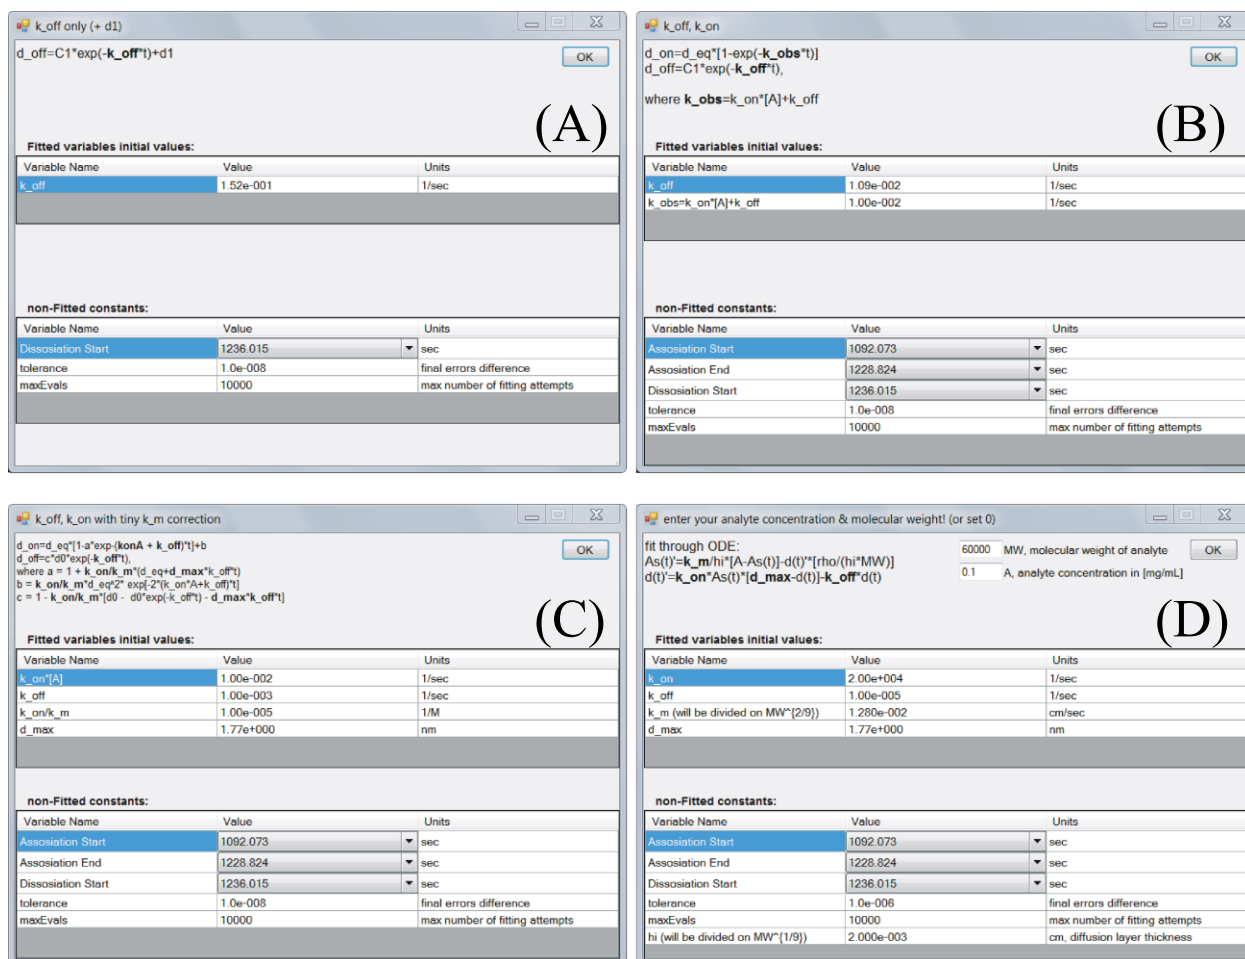 k_off only (+ d1)
d_off=C1*exp(-k_off*t)+d1
OK
(A)
Fitted variables initial values:
Variable Name Value Units
k_off 1.52e-001 1/sec
non-Fitted constants:
Variable Name Value Units
Dissosiation Start 1236.015 sec
tolerance 1.0e-008 final errors difference
maxEvals 10000 max number of fitting attempts
k_off, k_on
d_on=d_eq*[1-exp(-k_obs*t)]
d_off=C1*exp(-k_off*t),
where k_obs=k_on*[A]+k_off
OK
(B)
Fitted variables initial values:
Variable Name Value Units
k_off 1.09e-002 1/sec
k_obs=k_on*[A]+k_off 1.00e-002 1/sec
non-Fitted constants:
Variable Name Value Units
Assosiation Start 1092.073 sec
Assosiation End 1228.824 sec
Dissosiation Start 1236.015 sec
tolerance 1.0e-008 final errors difference
maxEvals 10000 max number of fitting attempts
k_off, k_on with tiny k_m correction
d_on=d_eq*[1-a*exp-(konA + k_off)*t]+b
d_off=c*d0*exp(-k_off*t),
where a = 1 + k_on/k_m*(d_eq+d_max*k_off*t)
b = k_on/k_m*d_eq^2* exp[-2*(k_on*A+k_off)*t]
c = 1 - k_on/k_m*[d0 - d0*exp(-k_off*t) - d_max*k_off*t]
OK
(C)
Fitted variables initial values:
Variable Name Value Units
k_on*[A] 1.00e-002 1/sec
k_off 1.00e-003 1/sec
k_on/k_m 1.00e-005 1/M
d_max 1.77e+000 nm
non-Fitted constants:
Variable Name Value Units
Assosiation Start 1092.073 sec
Assosiation End 1228.824 sec
Dissosiation Start 1236.015 sec
tolerance 1.0e-008 final errors difference
maxEvals 10000 max number of fitting attempts
enter your analyte concentration & molecular weight! (or set 0)
fit through ODE:
As(t)'=k_m/hi*[A-As(t)]-d(t)'*[rho/(hi*MW)]
d(t)'=k_on*As(t)*[d_max-d(t)]-k_off*d(t)
60000 MW, molecular weight of analyte
0.1 A, analyte concentration in [mg/mL]
OK
(D)
Fitted variables initial values:
Variable Name Value Units
k_on 2.00e+004 1/sec
k_off 1.00e-005 1/sec
k_m (will be divided on MW^{2/9}) 1.280e-002 cm/sec
d_max 1.77e+000 nm
non-Fitted constants:
Variable Name Value Units
Assosiation Start 1092.073 sec
Assosiation End 1228.824 sec
Dissosiation Start 1236.015 sec
tolerance 1.0e-006 final errors difference
maxEvals 10000 max number of fitting attempts
hi (will be divided on MW^{1/9}) 2.000e-003 cm, diffusion layer thickness